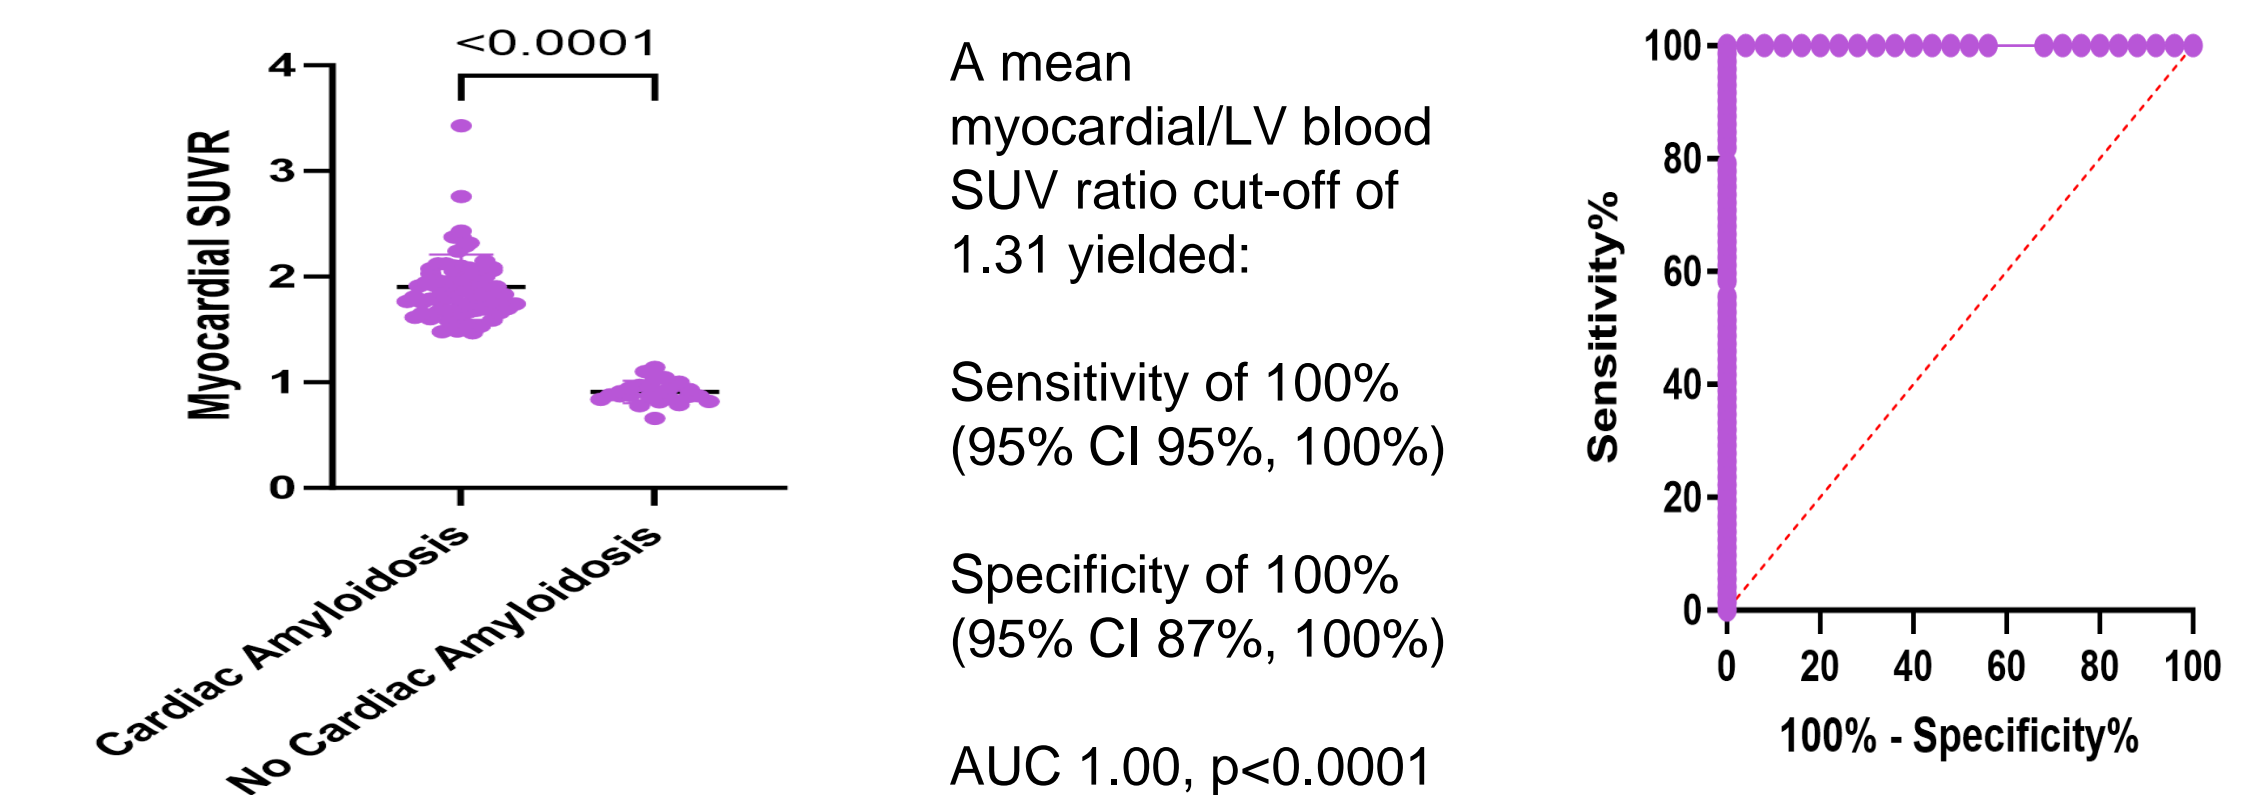 <0.0001
4
3
2
1
0
Myocardial SUVR
Cardiac Amyloidosis
No Cardiac Amyloidosis
A mean
myocardial/LV blood
SUV ratio cut-off of
1.31 yielded:
Sensitivity of 100%
(95% CI 95%, 100%)
Specificity of 100%
(95% CI 87%, 100%)
AUC 1.00, p<0.0001
100
80
60
40
20
0
Sensitivity%
0 20 40 60 80 100
100% - Specificity%